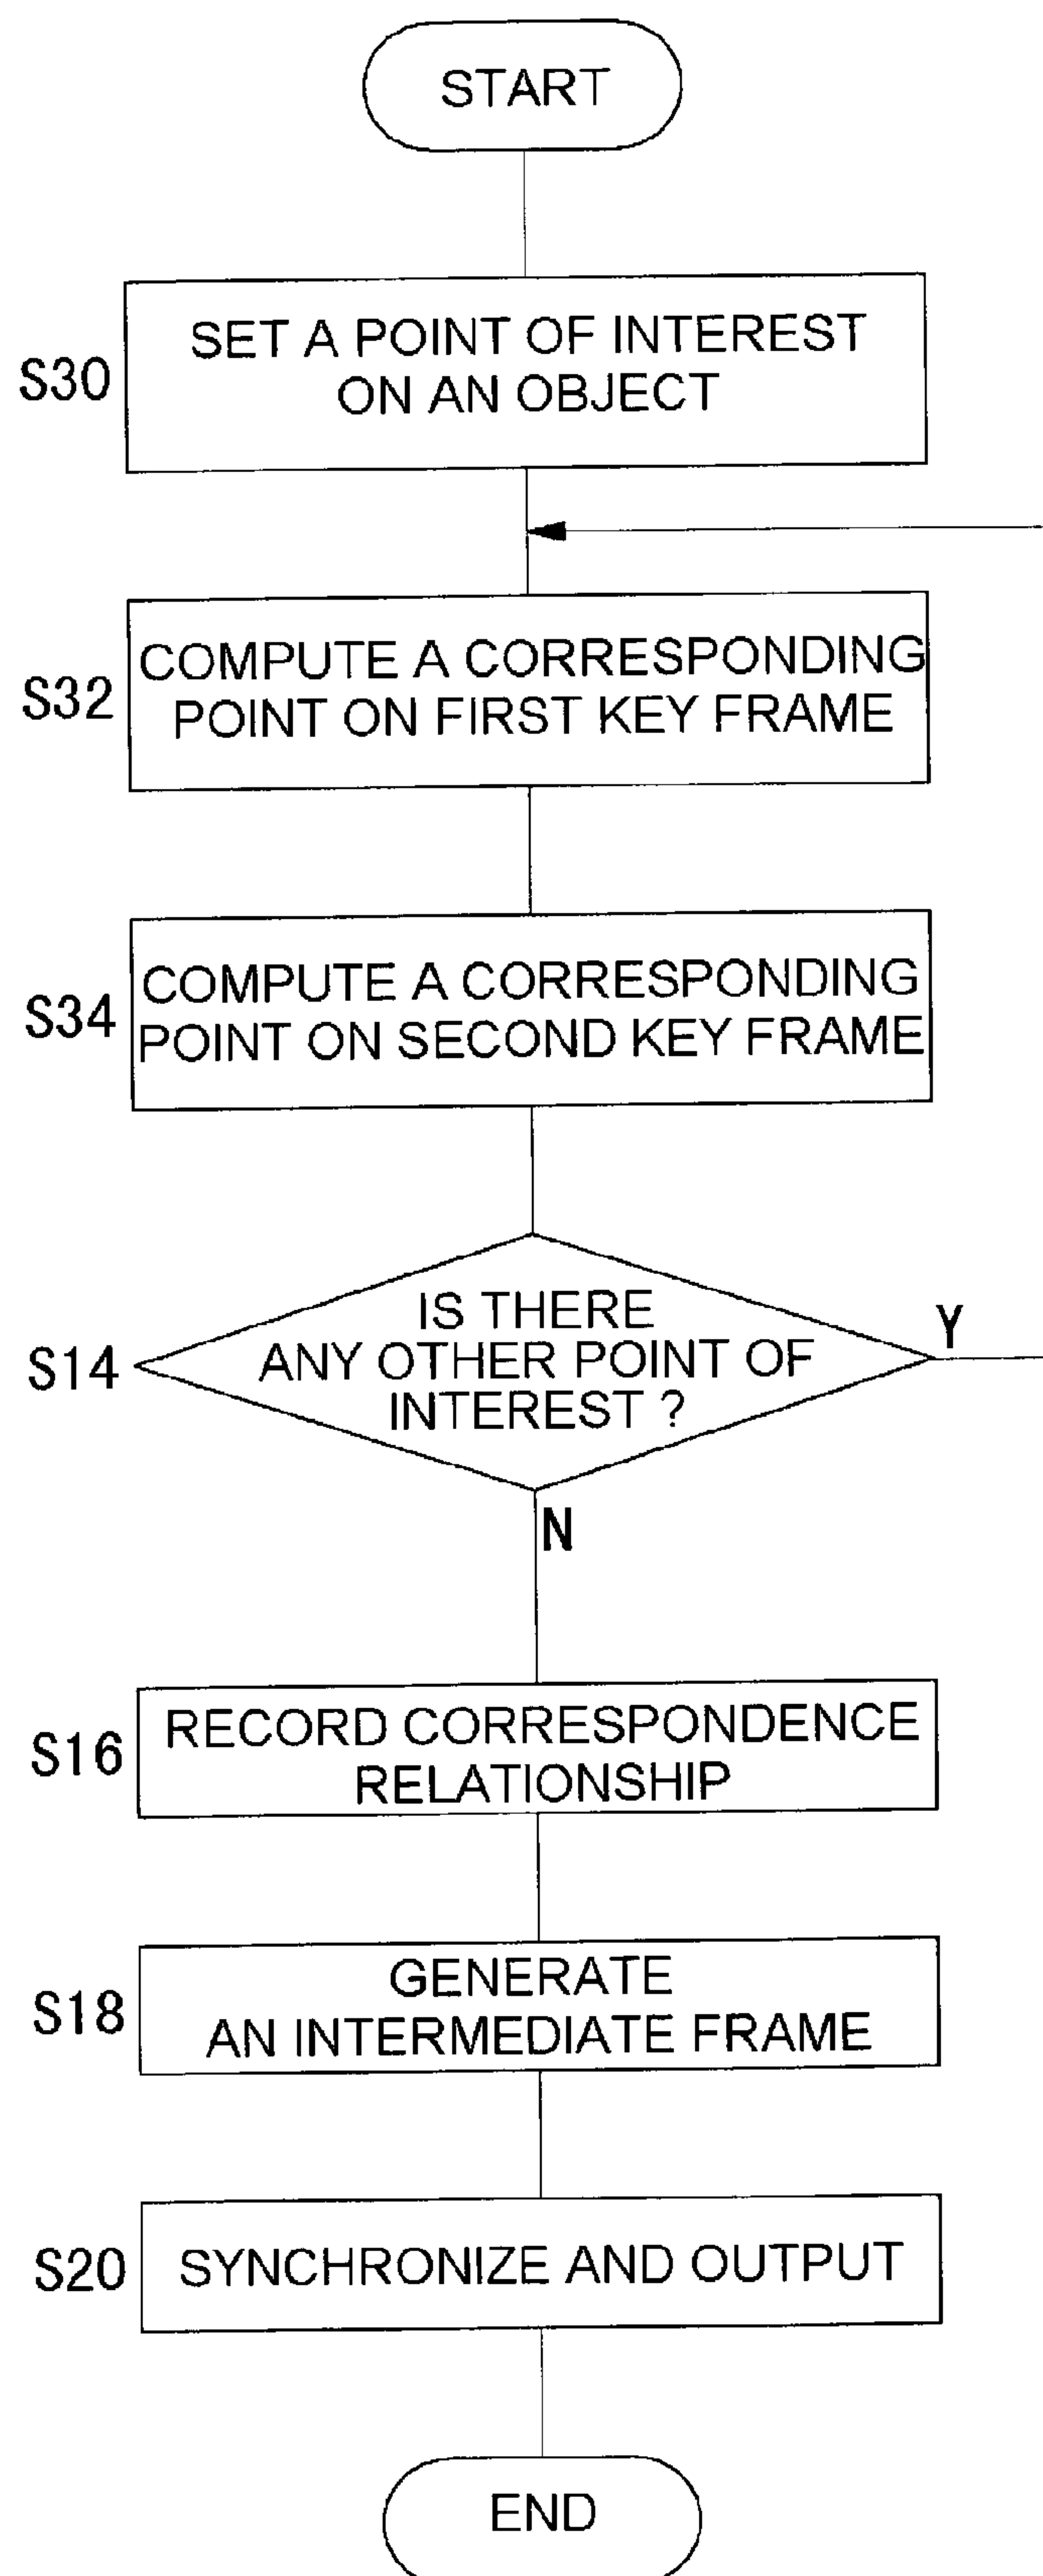 START
S30
SET A POINT OF INTEREST
ON AN OBJECT
S32
COMPUTE A CORRESPONDING
POINT ON FIRST KEY FRAME
S34
COMPUTE A CORRESPONDING
POINT ON SECOND KEY FRAME
S14
IS THERE
ANY OTHER POINT OF
INTEREST ?
Y
N
S16
RECORD CORRESPONDENCE
RELATIONSHIP
S18
GENERATE
AN INTERMEDIATE FRAME
S20
SYNCHRONIZE AND OUTPUT
END